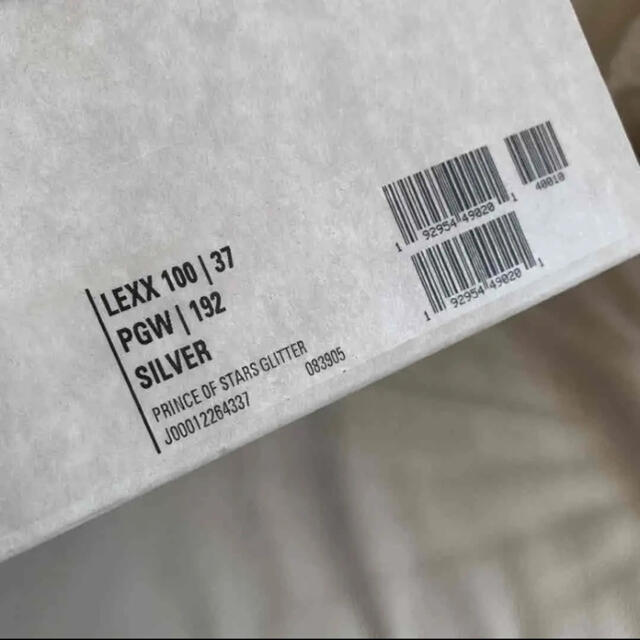 LEXX 100 | 37
PGW | 192
SILVER
PRINCE OF STARS GLITTER
J00012264337
083905
40010
1 92954 49020 1
1 92954 49020 1